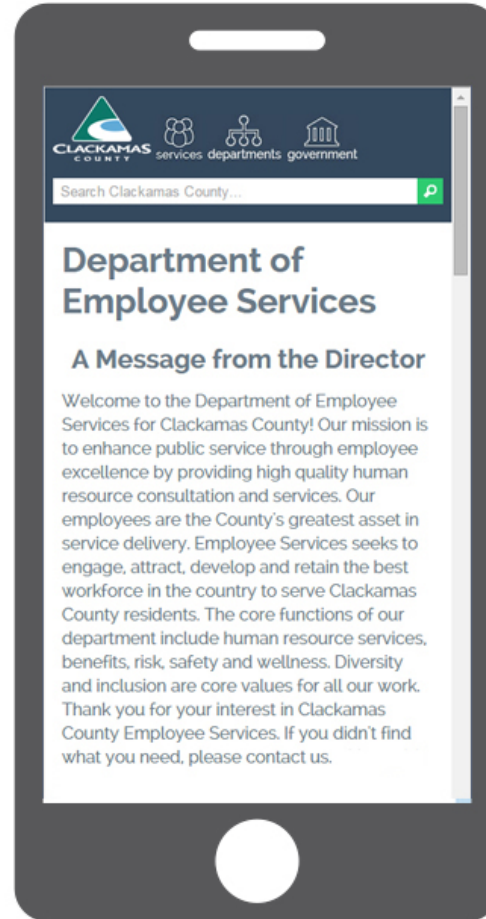 CLACKAMAS
COUNTY
services departments government
Search Clackamas County...
Department of
Employee Services
A Message from the Director
Welcome to the Department of Employee
Services for Clackamas County! Our mission is
to enhance public service through employee
excellence by providing high quality human
resource consultation and services. Our
employees are the County's greatest asset in
service delivery. Employee Services seeks to
engage, attract, develop and retain the best
workforce in the country to serve Clackamas
County residents. The core functions of our
department include human resource services,
benefits, risk, safety and wellness. Diversity
and inclusion are core values for all our work.
Thank you for your interest in Clackamas
County Employee Services. If you didn't find
what you need, please contact us.